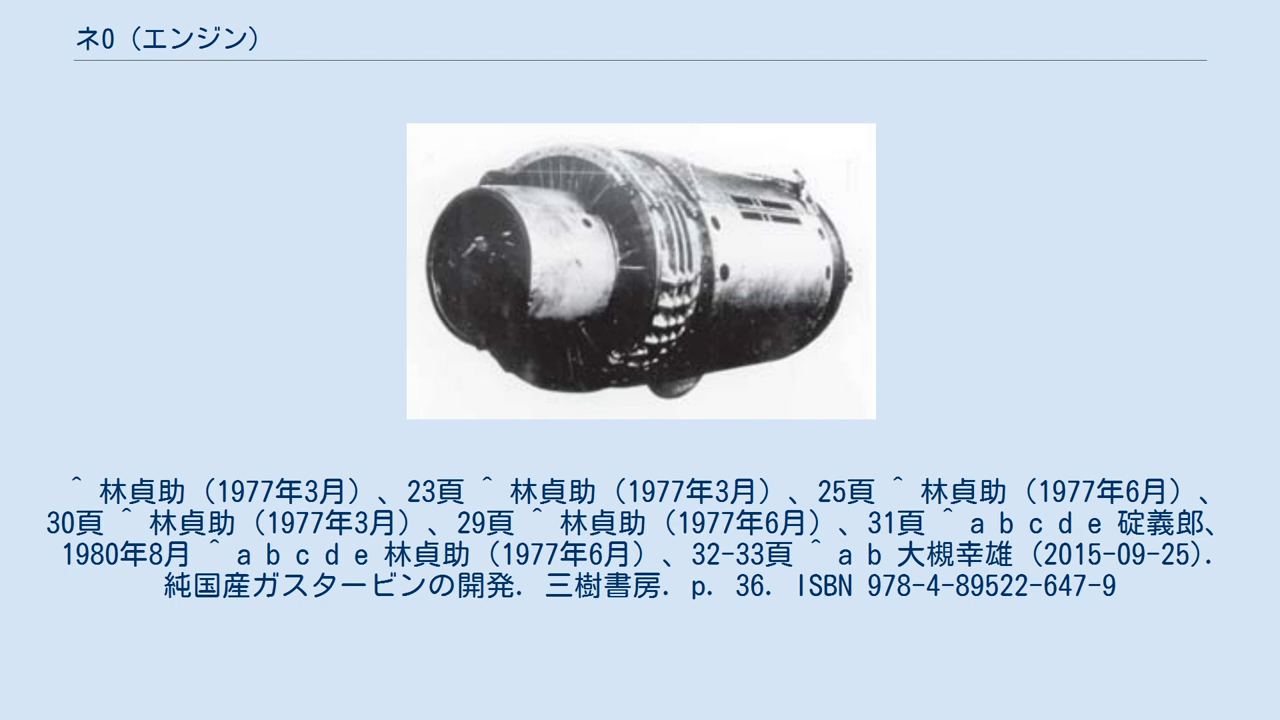 ネ0（エンジン）
^ 林貞助（1977年3月）、23頁 ^ 林貞助（1977年3月）、25頁 ^ 林貞助（1977年6月）、
30頁 ^ 林貞助（1977年3月）、29頁 ^ 林貞助（1977年6月）、31頁 ^ a b c d e 碇義郎、
1980年8月 ^ a b c d e 林貞助（1977年6月）、32-33頁 ^ a b 大槻幸雄（2015-09-25）.
純国産ガスタービンの開発. 三樹書房. p. 36. ISBN 978-4-89522-647-9